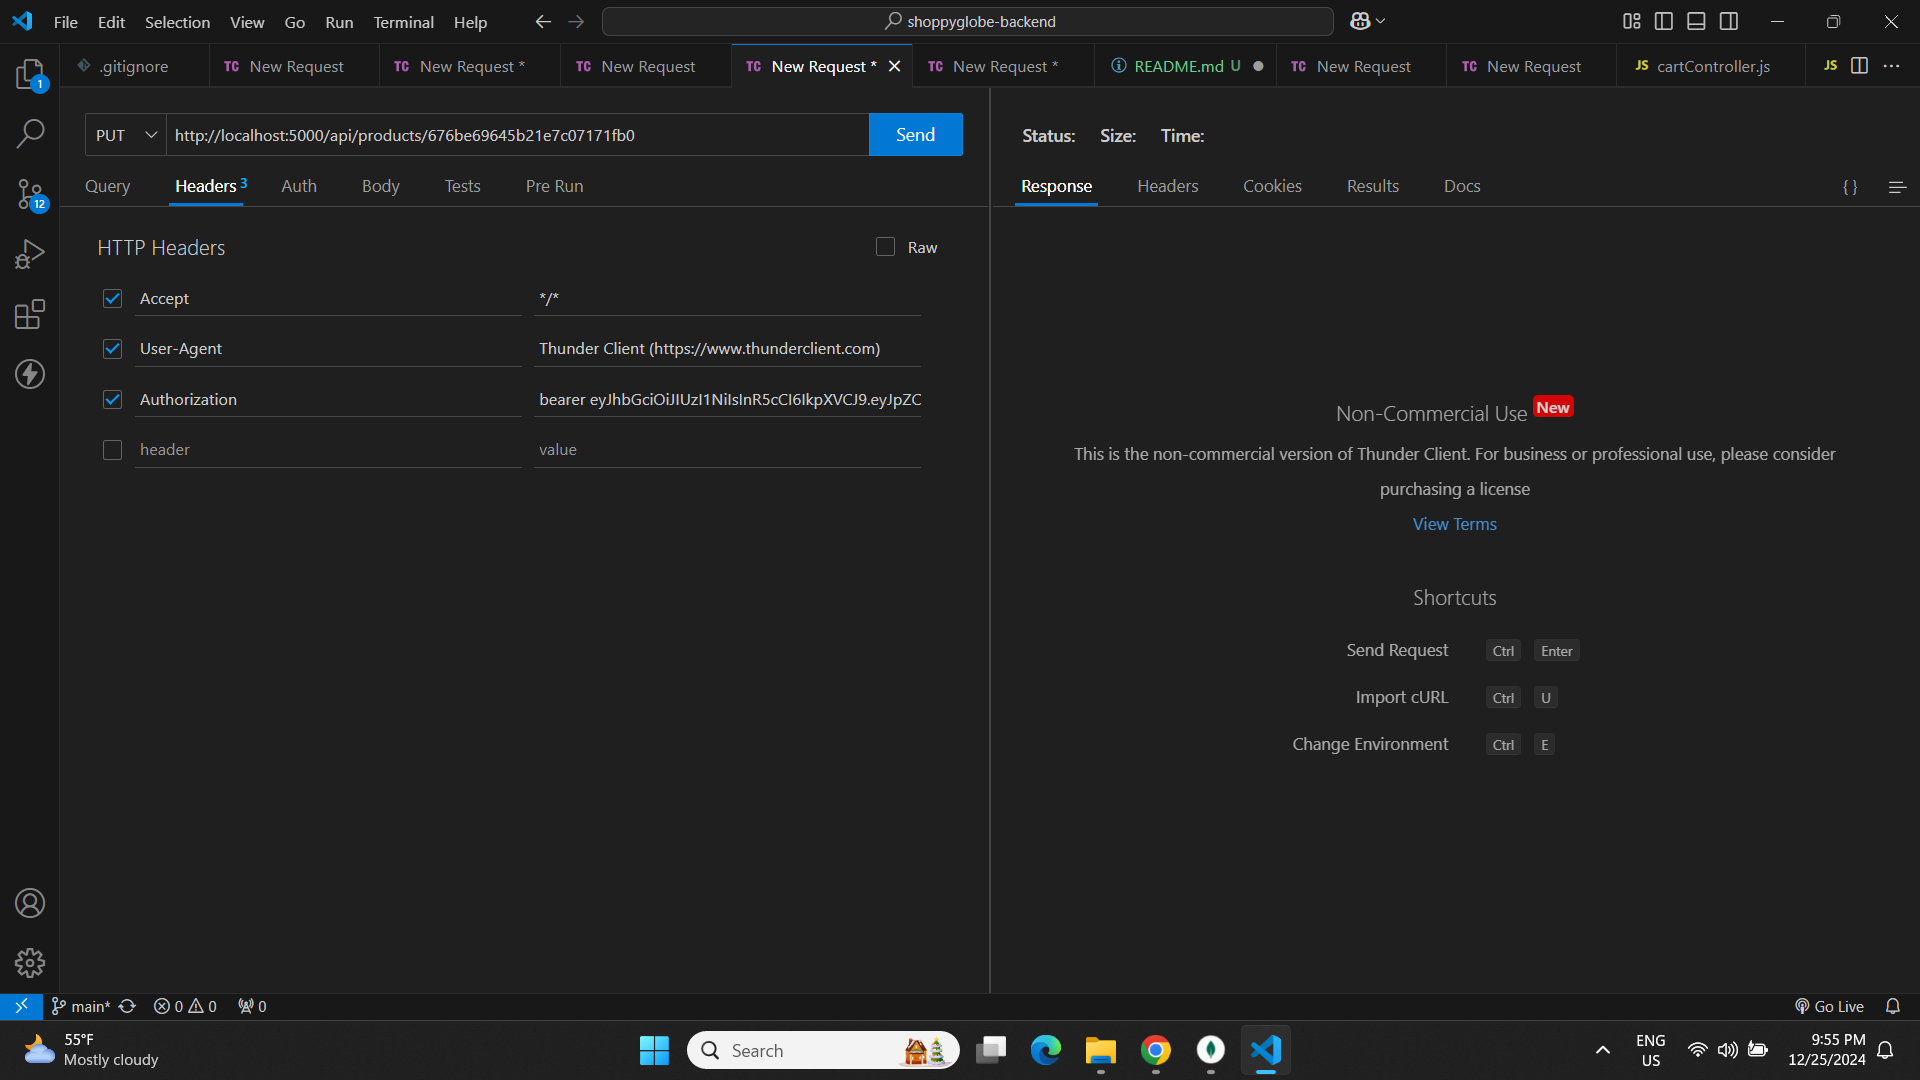 File Edit Selection View Go Run Terminal Help
shoppyglobe-backend
.gitignore
TC New Request
TC New Request *
TC New Request
TC New Request *
TC New Request *
README.md U
TC New Request
TC New Request
JS cartController.js
JS
1
12
PUT
http://localhost:5000/api/products/676be69645b21e7c07171fb0
Send
Query Headers 3 Auth Body Tests Pre Run
HTTP Headers
Raw
Accept */*
User-Agent Thunder Client (https://www.thunderclient.com)
Authorization bearer eyJhbGciOiJIUzI1NiIsInR5cCI6IkpXVCJ9.eyJpZC
header value
Status: Size: Time:
Response Headers Cookies Results Docs
{ }
Non-Commercial Use New
This is the non-commercial version of Thunder Client. For business or professional use, please consider
purchasing a license
View Terms
Shortcuts
Send Request Ctrl Enter
Import cURL Ctrl U
Change Environment Ctrl E
main* 0 0 0
Go Live
55°F
Mostly cloudy
Search
ENG
US
9:55 PM
12/25/2024